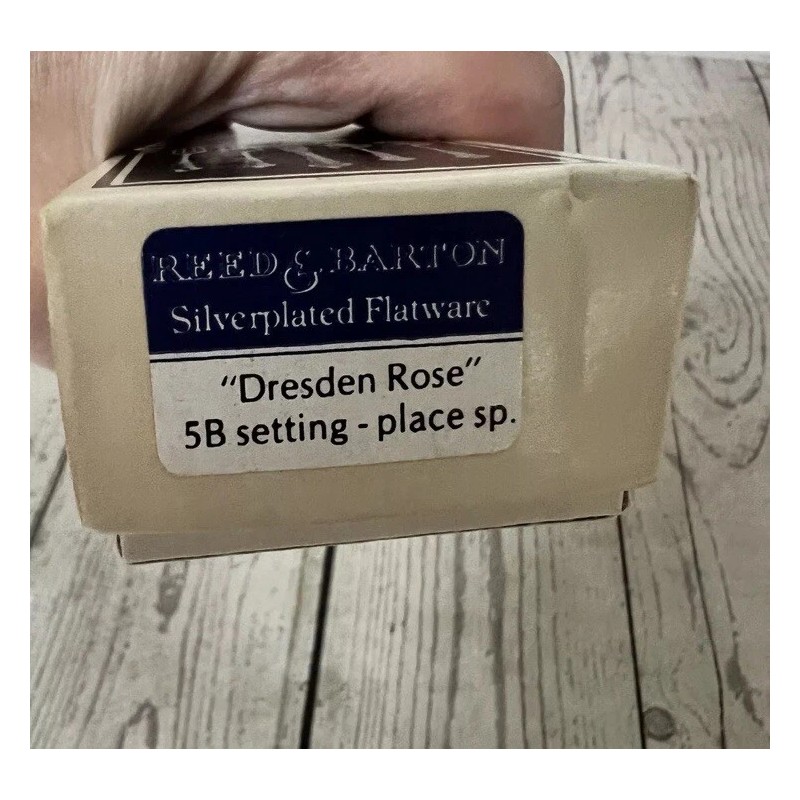 REED & BARTON
Silverplated Flatware
"Dresden Rose"
5B setting - place sp.